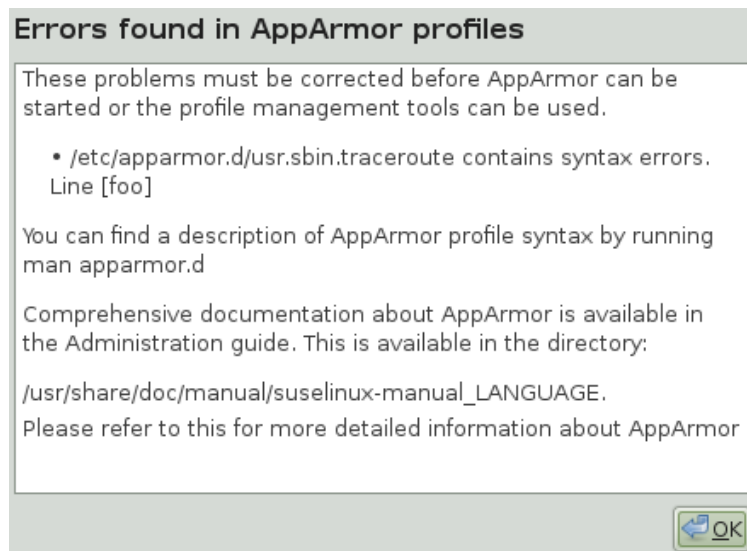 Errors found in AppArmor profiles
These problems must be corrected before AppArmor can be
started or the profile management tools can be used.
• /etc/apparmor.d/usr.sbin.traceroute contains syntax errors.
Line [foo]
You can find a description of AppArmor profile syntax by running
man apparmor.d
Comprehensive documentation about AppArmor is available in
the Administration guide. This is available in the directory:
/usr/share/doc/manual/suselinux-manual_LANGUAGE.
Please refer to this for more detailed information about AppArmor
OK